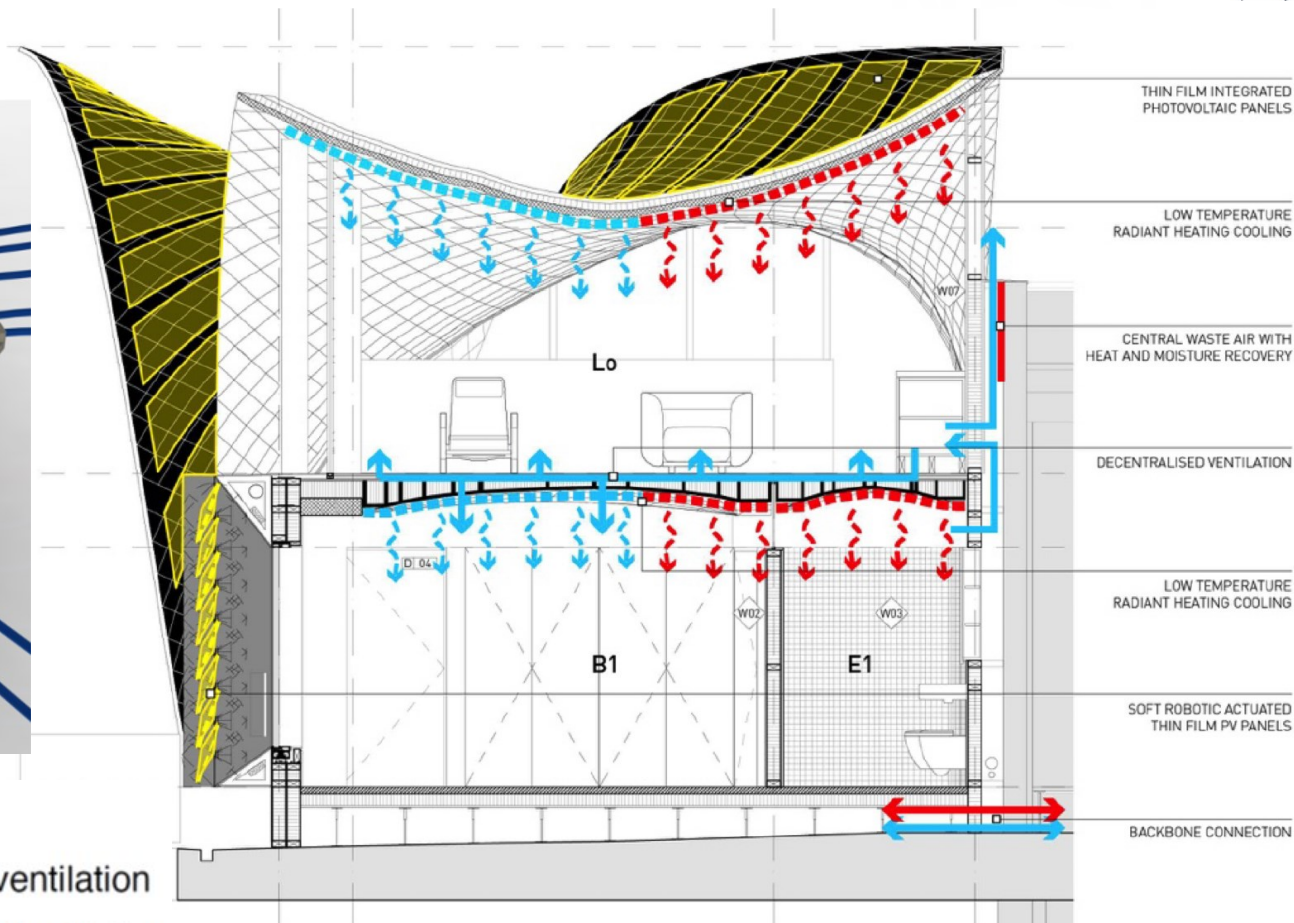 THIN FILM INTEGRATED
PHOTOVOLTAIC PANELS
LOW TEMPERATURE
RADIANT HEATING COOLING
W07
CENTRAL WASTE AIR WITH
HEAT AND MOISTURE RECOVERY
Lo
DECENTRALISED VENTILATION
D 04
LOW TEMPERATURE
RADIANT HEATING COOLING
W02
W03
B1
E1
SOFT ROBOTIC ACTUATED
THIN FILM PV PANELS
BACKBONE CONNECTION
ventilation